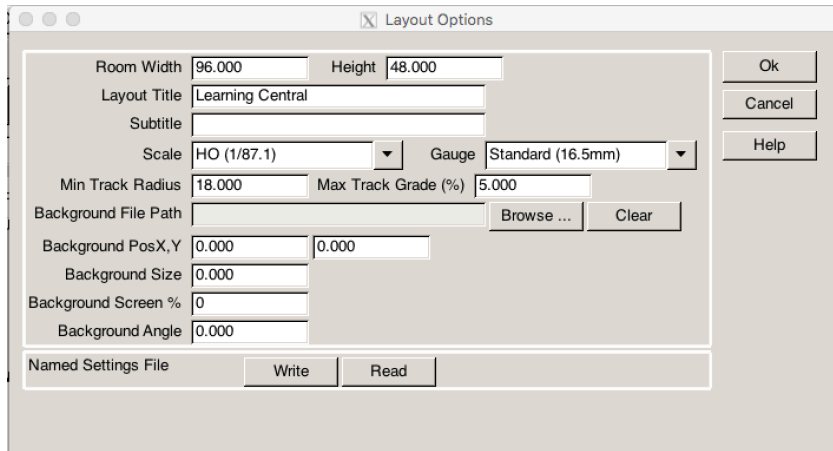 Layout Options
Room Width 96.000 Height 48.000 Ok
Layout Title Learning Central Cancel
Subtitle
Scale HO (1/87.1) Gauge Standard (16.5mm) Help
Min Track Radius 18.000 Max Track Grade (%) 5.000
Background File Path Browse ... Clear
Background PosX,Y 0.000 0.000
Background Size 0.000
Background Screen % 0
Background Angle 0.000
Named Settings File Write Read